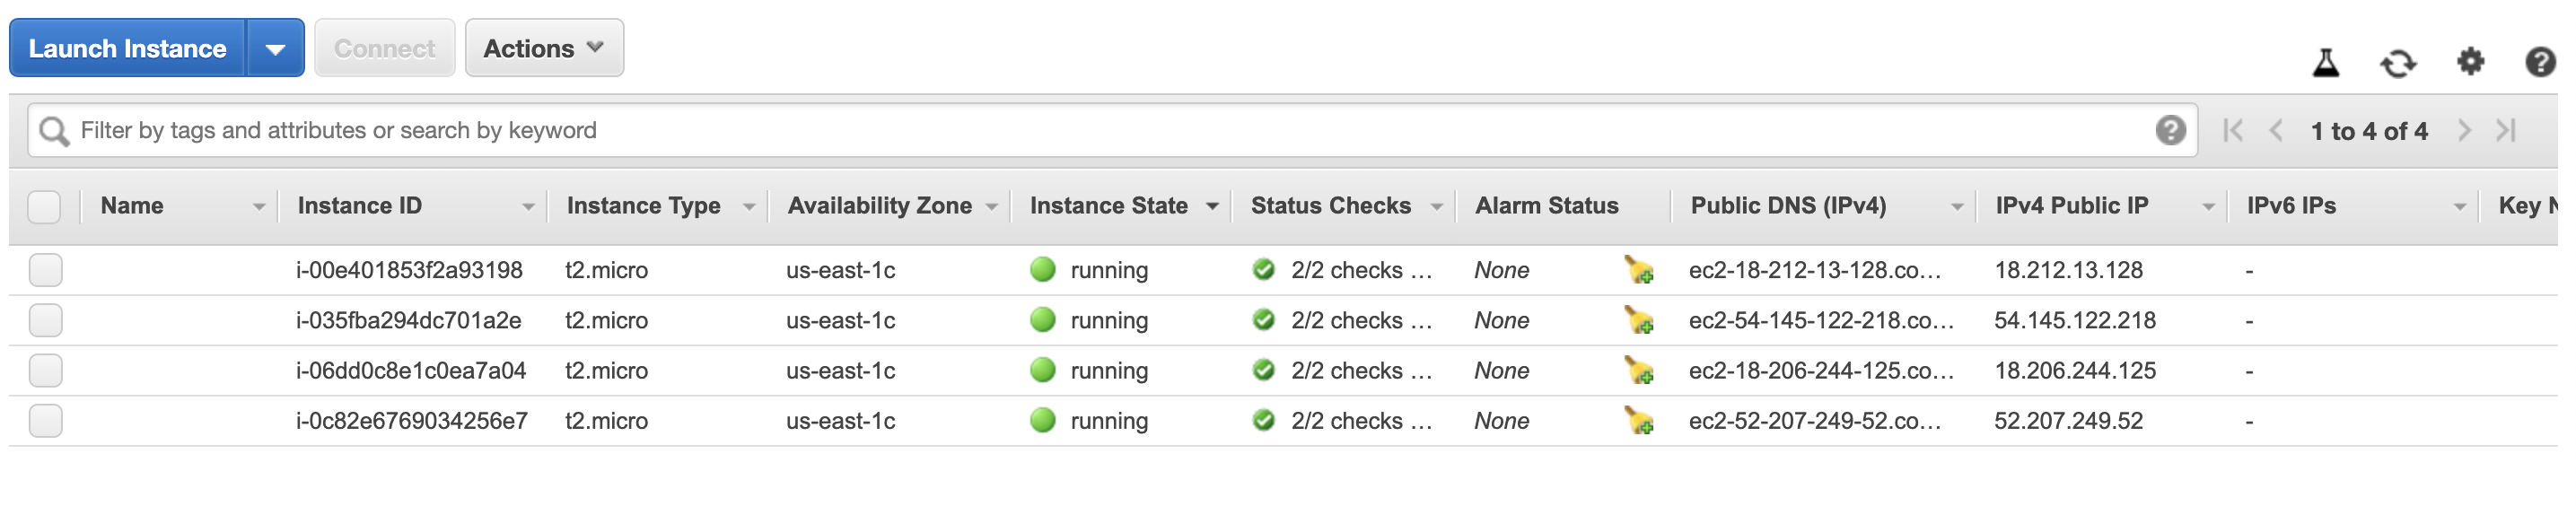 Launch Instance Connect Actions
Filter by tags and attributes or search by keyword 1 to 4 of 4
Name Instance ID Instance Type Availability Zone Instance State Status Checks Alarm Status Public DNS (IPv4) IPv4 Public IP IPv6 IPs Key N
i-00e401853f2a93198 t2.micro us-east-1c running 2/2 checks ... None ec2-18-212-13-128.co... 18.212.13.128 -
i-035fba294dc701a2e t2.micro us-east-1c running 2/2 checks ... None ec2-54-145-122-218.co... 54.145.122.218 -
i-06dd0c8e1c0ea7a04 t2.micro us-east-1c running 2/2 checks ... None ec2-18-206-244-125.co... 18.206.244.125 -
i-0c82e6769034256e7 t2.micro us-east-1c running 2/2 checks ... None ec2-52-207-249-52.co... 52.207.249.52 -